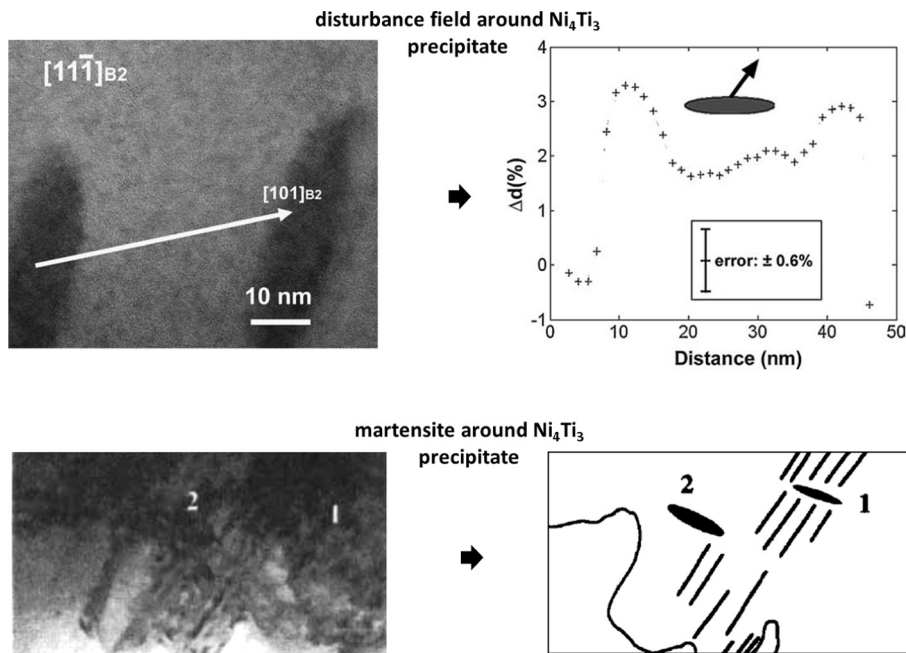 disturbance field around Ni₄Ti₃
precipitate
[111̄]B2
[101]B2
10 nm
4
3
2
1
0
-1
Δd(%)
error: ± 0.6%
0
10
20
30
40
50
Distance (nm)
martensite around Ni₄Ti₃
precipitate
2
1
2
1